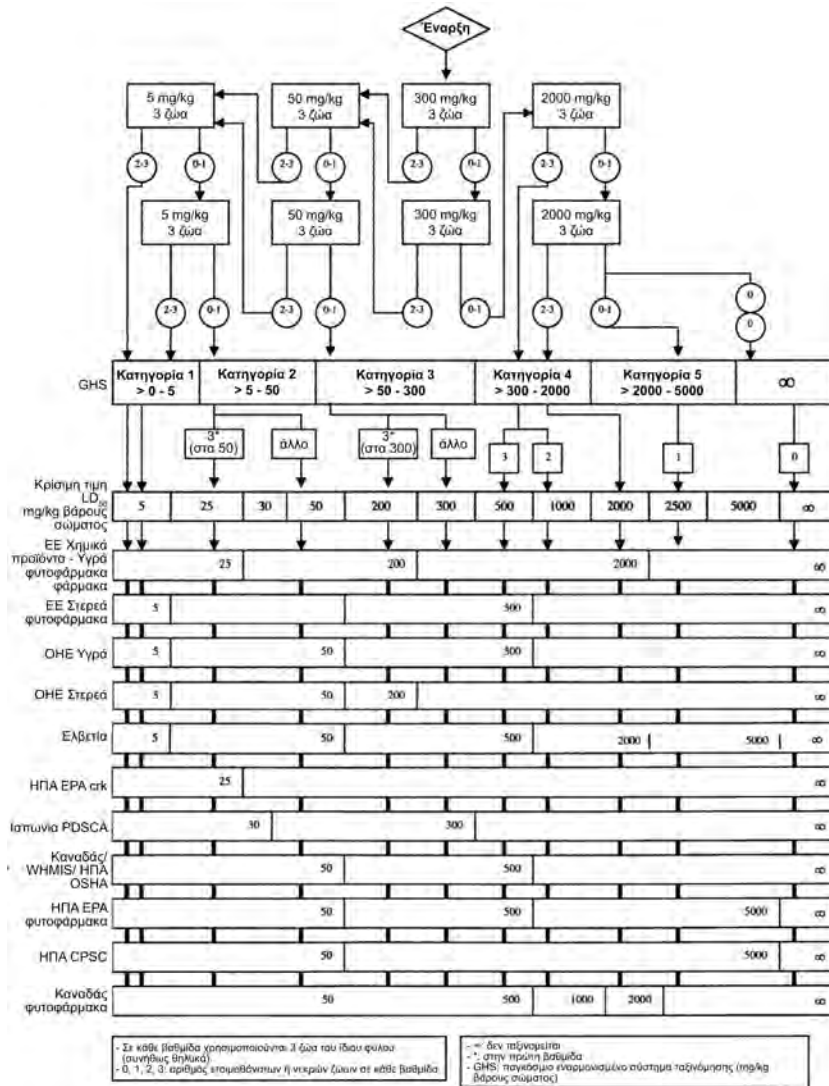 Έναρξη
5 mg/kg 50 mg/kg 300 mg/kg 2000 mg/kg
3 ζώα 3 ζώα 3 ζώα 3 ζώα
2-3 0-1 2-3 0-1 2-3 0-1 2-3 0-1
5 mg/kg 50 mg/kg 300 mg/kg 2000 mg/kg
3 ζώα 3 ζώα 3 ζώα 3 ζώα
0
2-3 0-1 2-3 0-1 2-3 0-1 2-3 0-1
0
Κατηγορία 1 Κατηγορία 2 Κατηγορία 3 Κατηγορία 4 Κατηγορία 5
GHS > 0 - 5 > 5 - 50 > 50 - 300 > 300 - 2000 > 2000 - 5000 ∞
3* (στα 50) άλλο 3* (στα 300) άλλο 3 2 1 0
Κρίσιμη τιμη
LD50
mg/kg βάρους
σώματος
5 25 30 50 200 300 500 1000 2000 2500 5000 ∞
ΕΕ Χημικά
προϊόντα - Υγρά
φυτοφάρμακα
φάρμακα
25 200 2000 ∞
ΕΕ Στερεά
φυτοφάρμακα
5 500 ∞
ΟΗΕ Υγρά 5 50 500 ∞
ΟΗΕ Στερεά 5 50 200 ∞
Ελβετία 5 50 500 2000 5000 ∞
ΗΠΑ EPA crk 25 ∞
Ιαπωνία PDSCA 30 300 ∞
Καναδάς/
WHMIS/ ΗΠΑ
OSHA
50 500 ∞
ΗΠΑ EPA
φυτοφάρμακα
50 500 5000 ∞
ΗΠΑ CPSC 50 5000 ∞
Καναδάς
φυτοφάρμακα
50 500 1000 2000 ∞
- Σε κάθε βαθμίδα χρησιμοποιούνται 3 ζώα του ίδιου φύλου
(συνήθως θηλυκά)
- 0, 1, 2, 3: αριθμός ετοιμοθάνατων ή νεκρών ζώων σε κάθε βαθμίδα
- ∞: δεν ταξινομείται
- *: στην πρώτη βαθμίδα
- GHS: παγκόσμιο εναρμονισμένο σύστημα ταξινόμησης (mg/kg
βάρους σώματος)